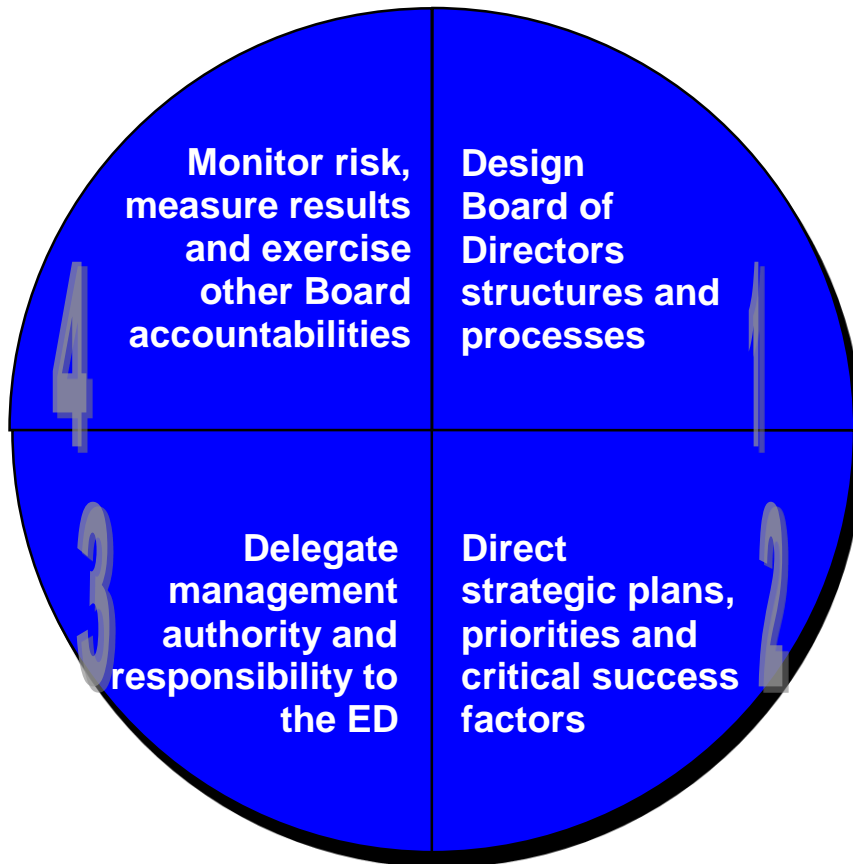 Design
Board of
Directors
structures and
processes
1
Direct
strategic plans,
priorities and
critical success
factors
2
Delegate
management
authority and
responsibility to
the ED
3
Monitor risk,
measure results
and exercise
other Board
accountabilities
4